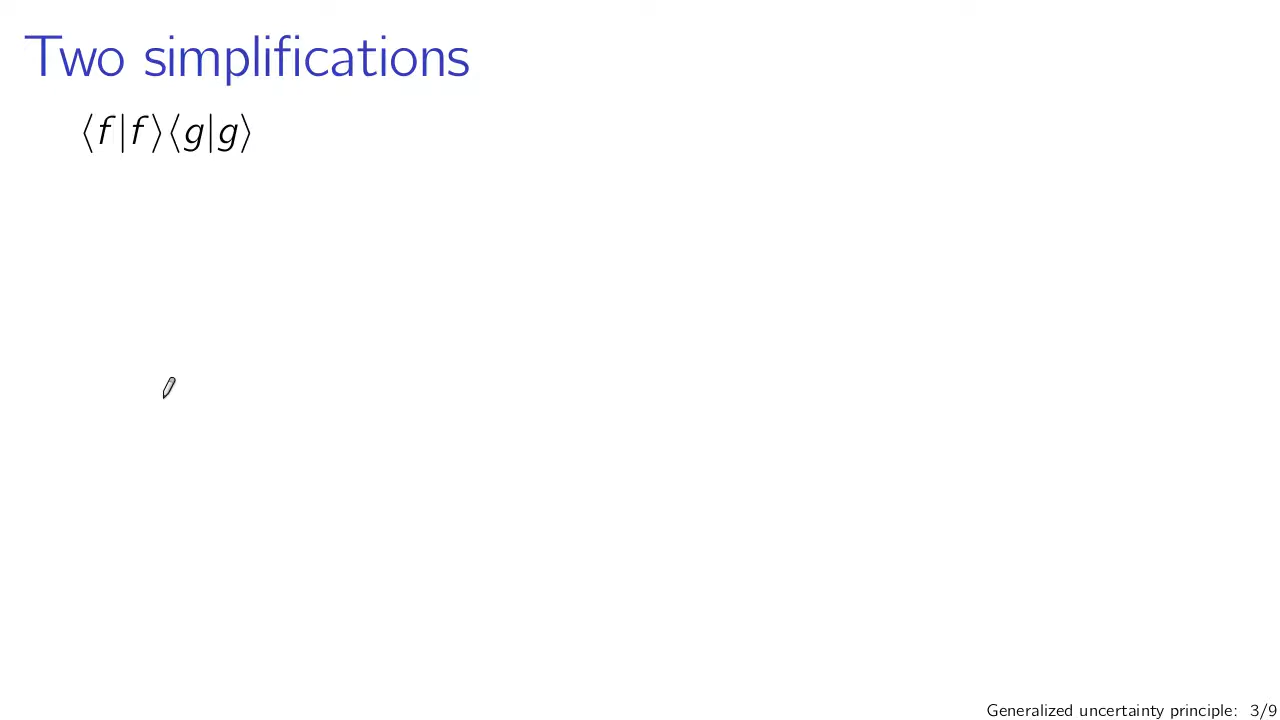 Two simplifications
⟨f|f⟩⟨g|g⟩
Generalized uncertainty principle: 3/9